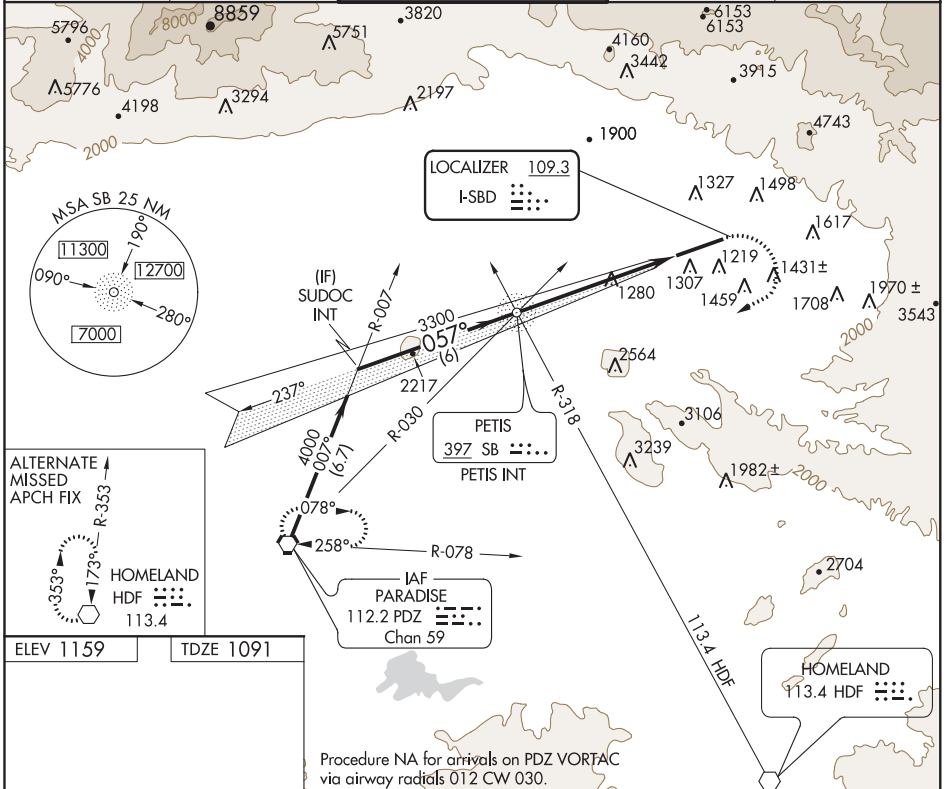 5796
4000
8000
8859
3820
5751
6153
6153
4160
3442
3915
5776
4198
3294
2197
4743
2000
1900
LOCALIZER 109.3
I-SBD
1327
1498
1617
MSA SB 25 NM
190°
11300
12700
090°
280°
7000
(IF)
SUDOC
INT
R-007
3300
057°
(6)
1280
1307
1219
1459
1431±
1708
1970 ±
3543
2000
237°
2217
R-030
2564
R-318
PETIS
397 SB
PETIS INT
4000
007°
(6.7)
3106
3239
1982 ±
2000
ALTERNATE
MISSED
APCH FIX
R-353
353°
173°
HOMELAND
HDF
113.4
078°
258°
R-078
2704
IAF
PARADISE
112.2 PDZ
Chan 59
113.4 HDF
ELEV 1159
TDZE 1091
HOMELAND
113.4 HDF
Procedure NA for arrivals on PDZ VORTAC
via airway radials 012 CW 030.